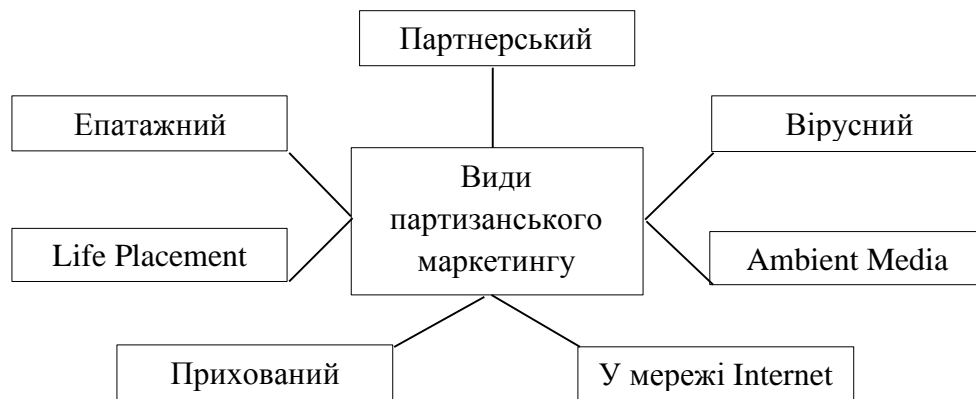 Партнерський
Епатажний
Вірусний
Види
партизанського
маркетингу
Life Placement
Ambient Media
Прихований
У мережі Internet